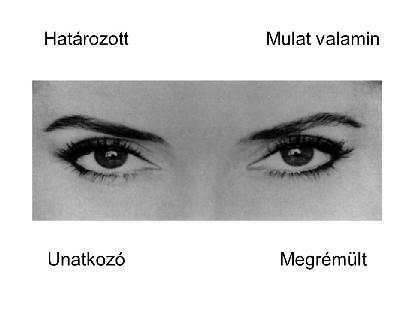 Határozott
Mulat valamin
Unatkozó
Megrémült